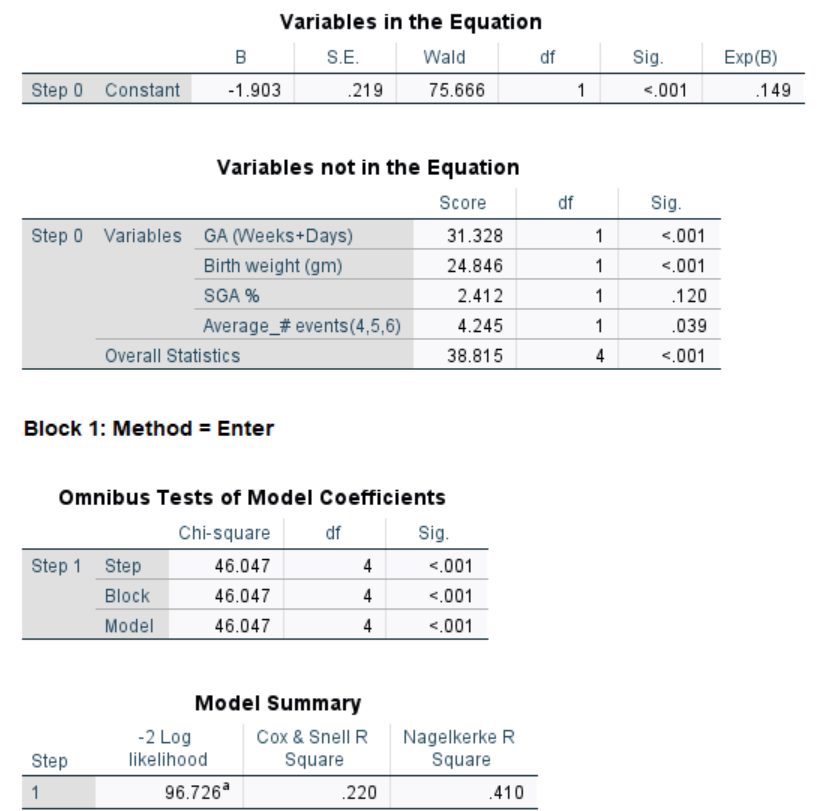 Variables in the Equation
B S.E. Wald df Sig. Exp(B)
Step 0 Constant -1.903 .219 75.666 1 <.001 .149
Variables not in the Equation
Score df Sig.
Step 0 Variables GA (Weeks+Days) 31.328 1 <.001
Birth weight (gm) 24.846 1 <.001
SGA % 2.412 1 .120
Average_# events(4,5,6) 4.245 1 .039
Overall Statistics 38.815 4 <.001
Block 1: Method = Enter
Omnibus Tests of Model Coefficients
Chi-square df Sig.
Step 1 Step 46.047 4 <.001
Block 46.047 4 <.001
Model 46.047 4 <.001
Model Summary
-2 Log Cox & Snell R Nagelkerke R
Step likelihood Square Square
1 96.726a .220 .410